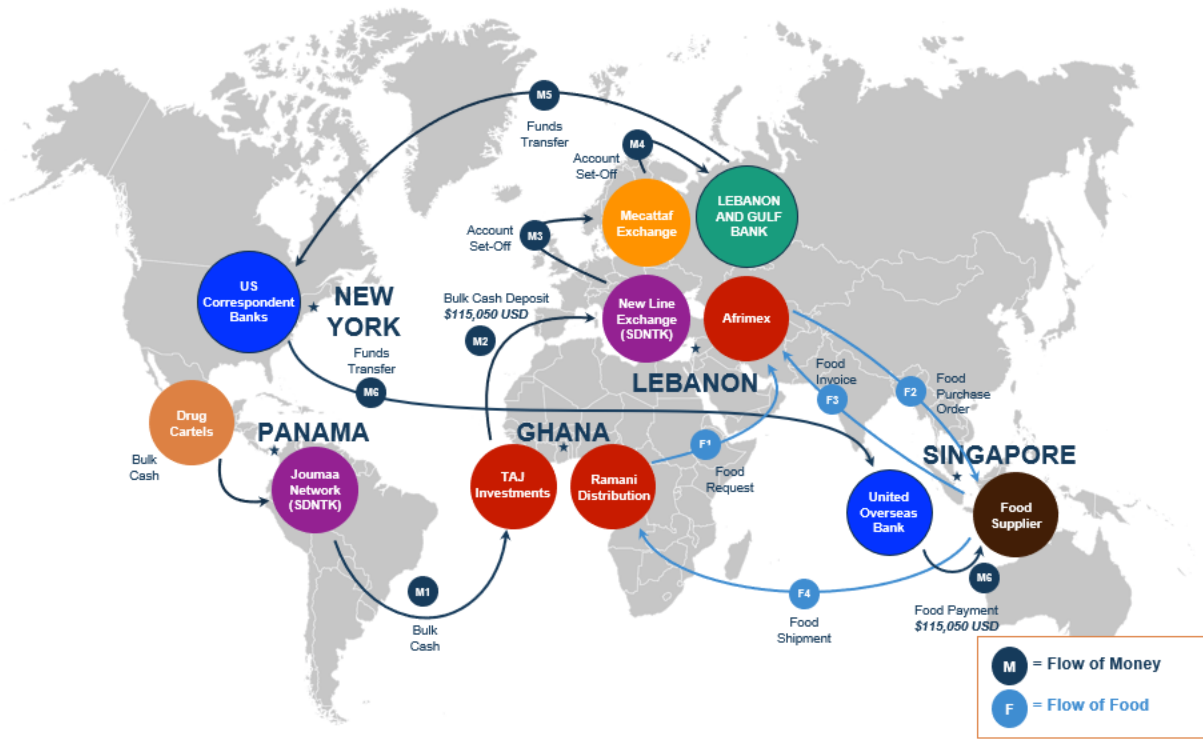 M5
Funds
Transfer
M4
Account
Set-Off
Mecattaf
Exchange
LEBANON
AND GULF
BANK
Account
Set-Off
M3
US
Correspondent
Banks
NEW
YORK
Bulk Cash Deposit
$115,050 USD
M2
New Line
Exchange
(SDNTK)
Afrimex
LEBANON
Funds
Transfer
M6
Food
Invoice
F3
F2
Food
Purchase
Order
Drug
Cartels
Bulk
Cash
PANAMA
Joumaa
Network
(SDNTK)
GHANA
TAJ
Investments
Ramani
Distribution
F1
Food
Request
SINGAPORE
United
Overseas
Bank
Food
Supplier
M1
Bulk
Cash
F4
Food
Shipment
M6
Food Payment
$115,050 USD
M = Flow of Money
F = Flow of Food